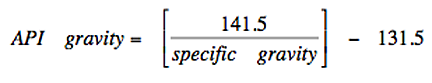 API gravity = [ 141.5 / specific gravity ] − 131.5